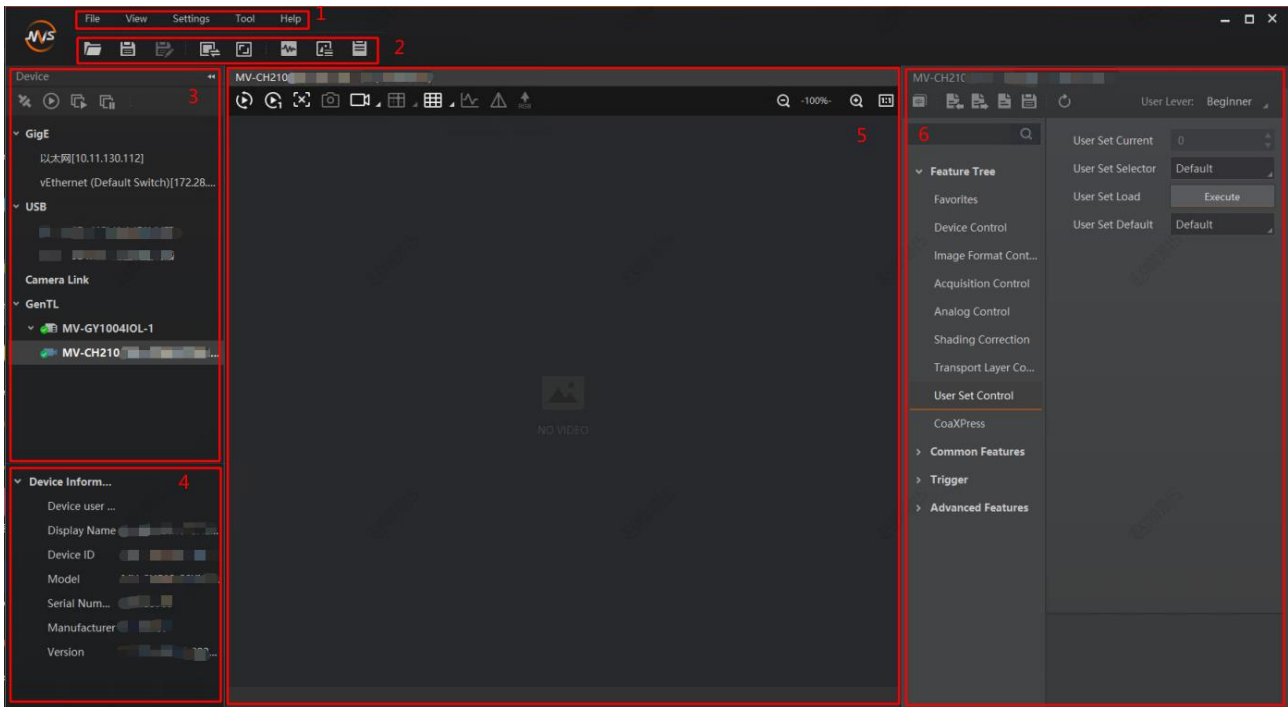 MVS
File View Settings Tool Help 1
2
Device
3
GigE
以太网[10.11.130.112]
vEthernet (Default Switch)[172.28....
USB
Camera Link
GenTL
MV-GY1004IOL-1
MV-CH210 ...
Device Inform... 4
Device user ...
Display Name
Device ID
Model
Serial Num...
Manufacturer
Version
MV-CH210
-100%- 1:1
5
NO VIDEO
MV-CH210
User Lever: Beginner
6
Feature Tree
Favorites
Device Control
Image Format Cont...
Acquisition Control
Analog Control
Shading Correction
Transport Layer Co...
User Set Control
CoaXPress
Common Features
Trigger
Advanced Features
User Set Current 0
User Set Selector Default
User Set Load Execute
User Set Default Default